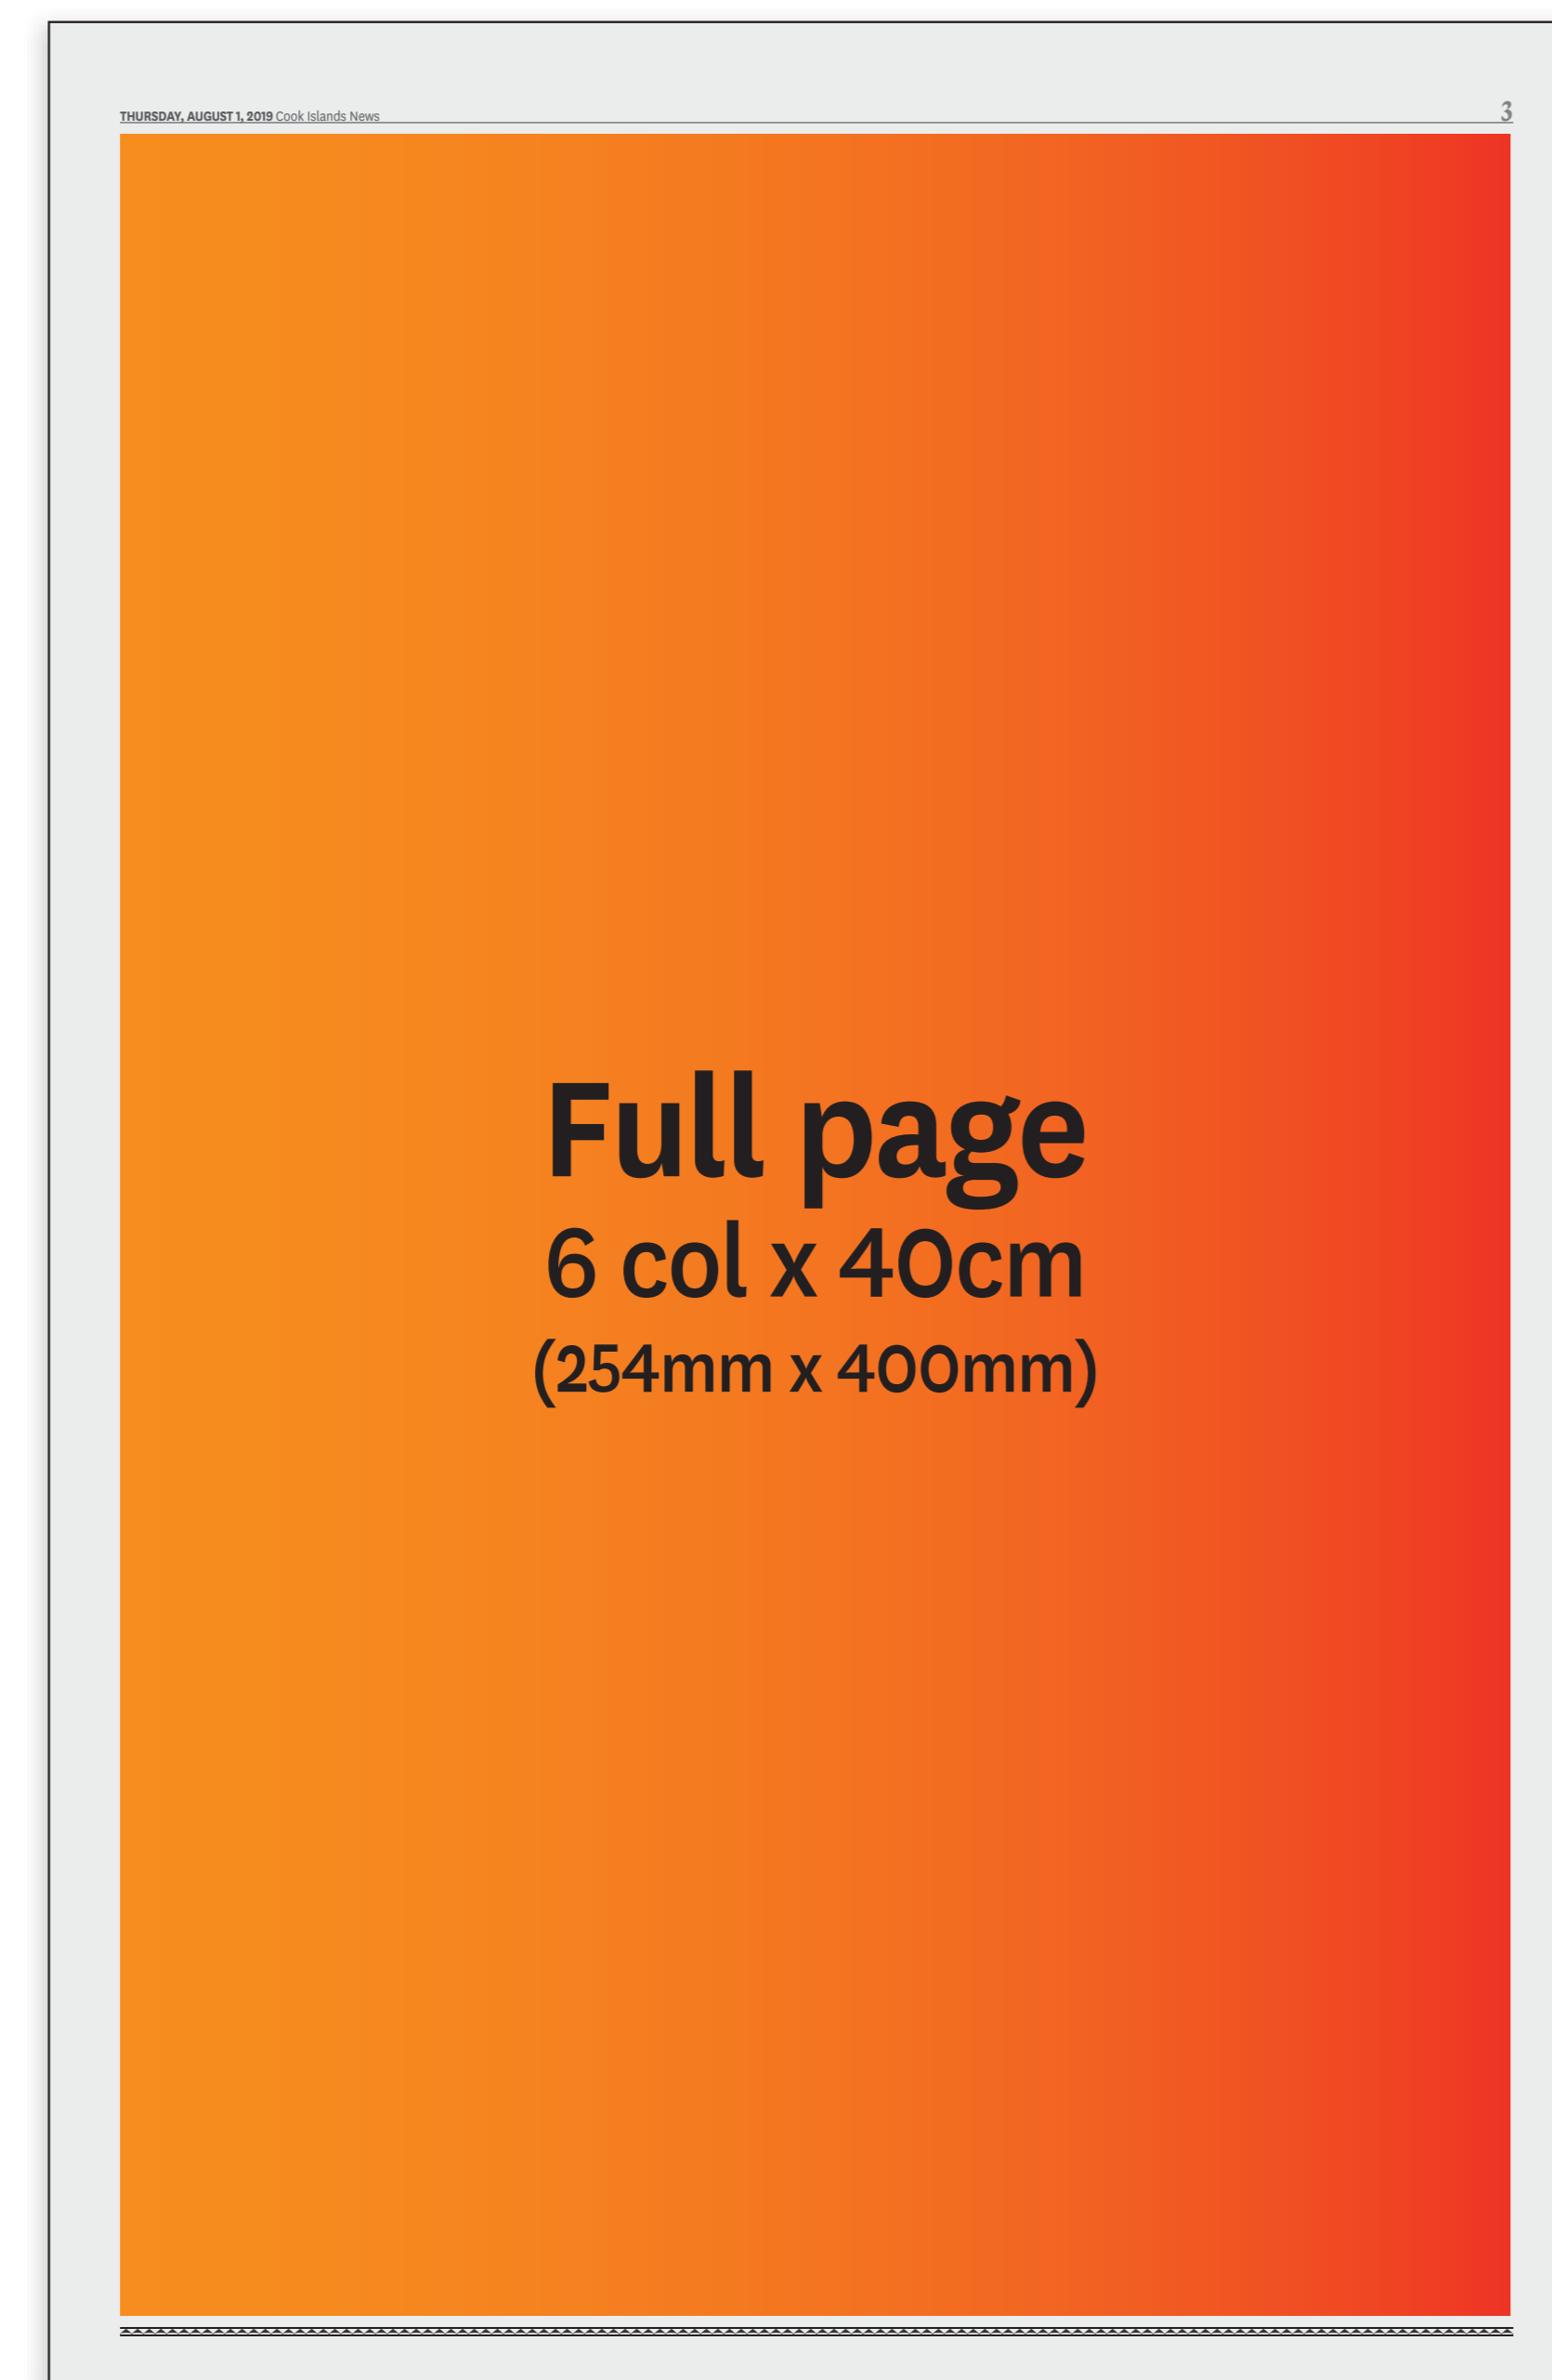 THURSDAY, AUGUST 1, 2019 Cook Islands News 3
Full page
6 col x 40cm
(254mm x 400mm)